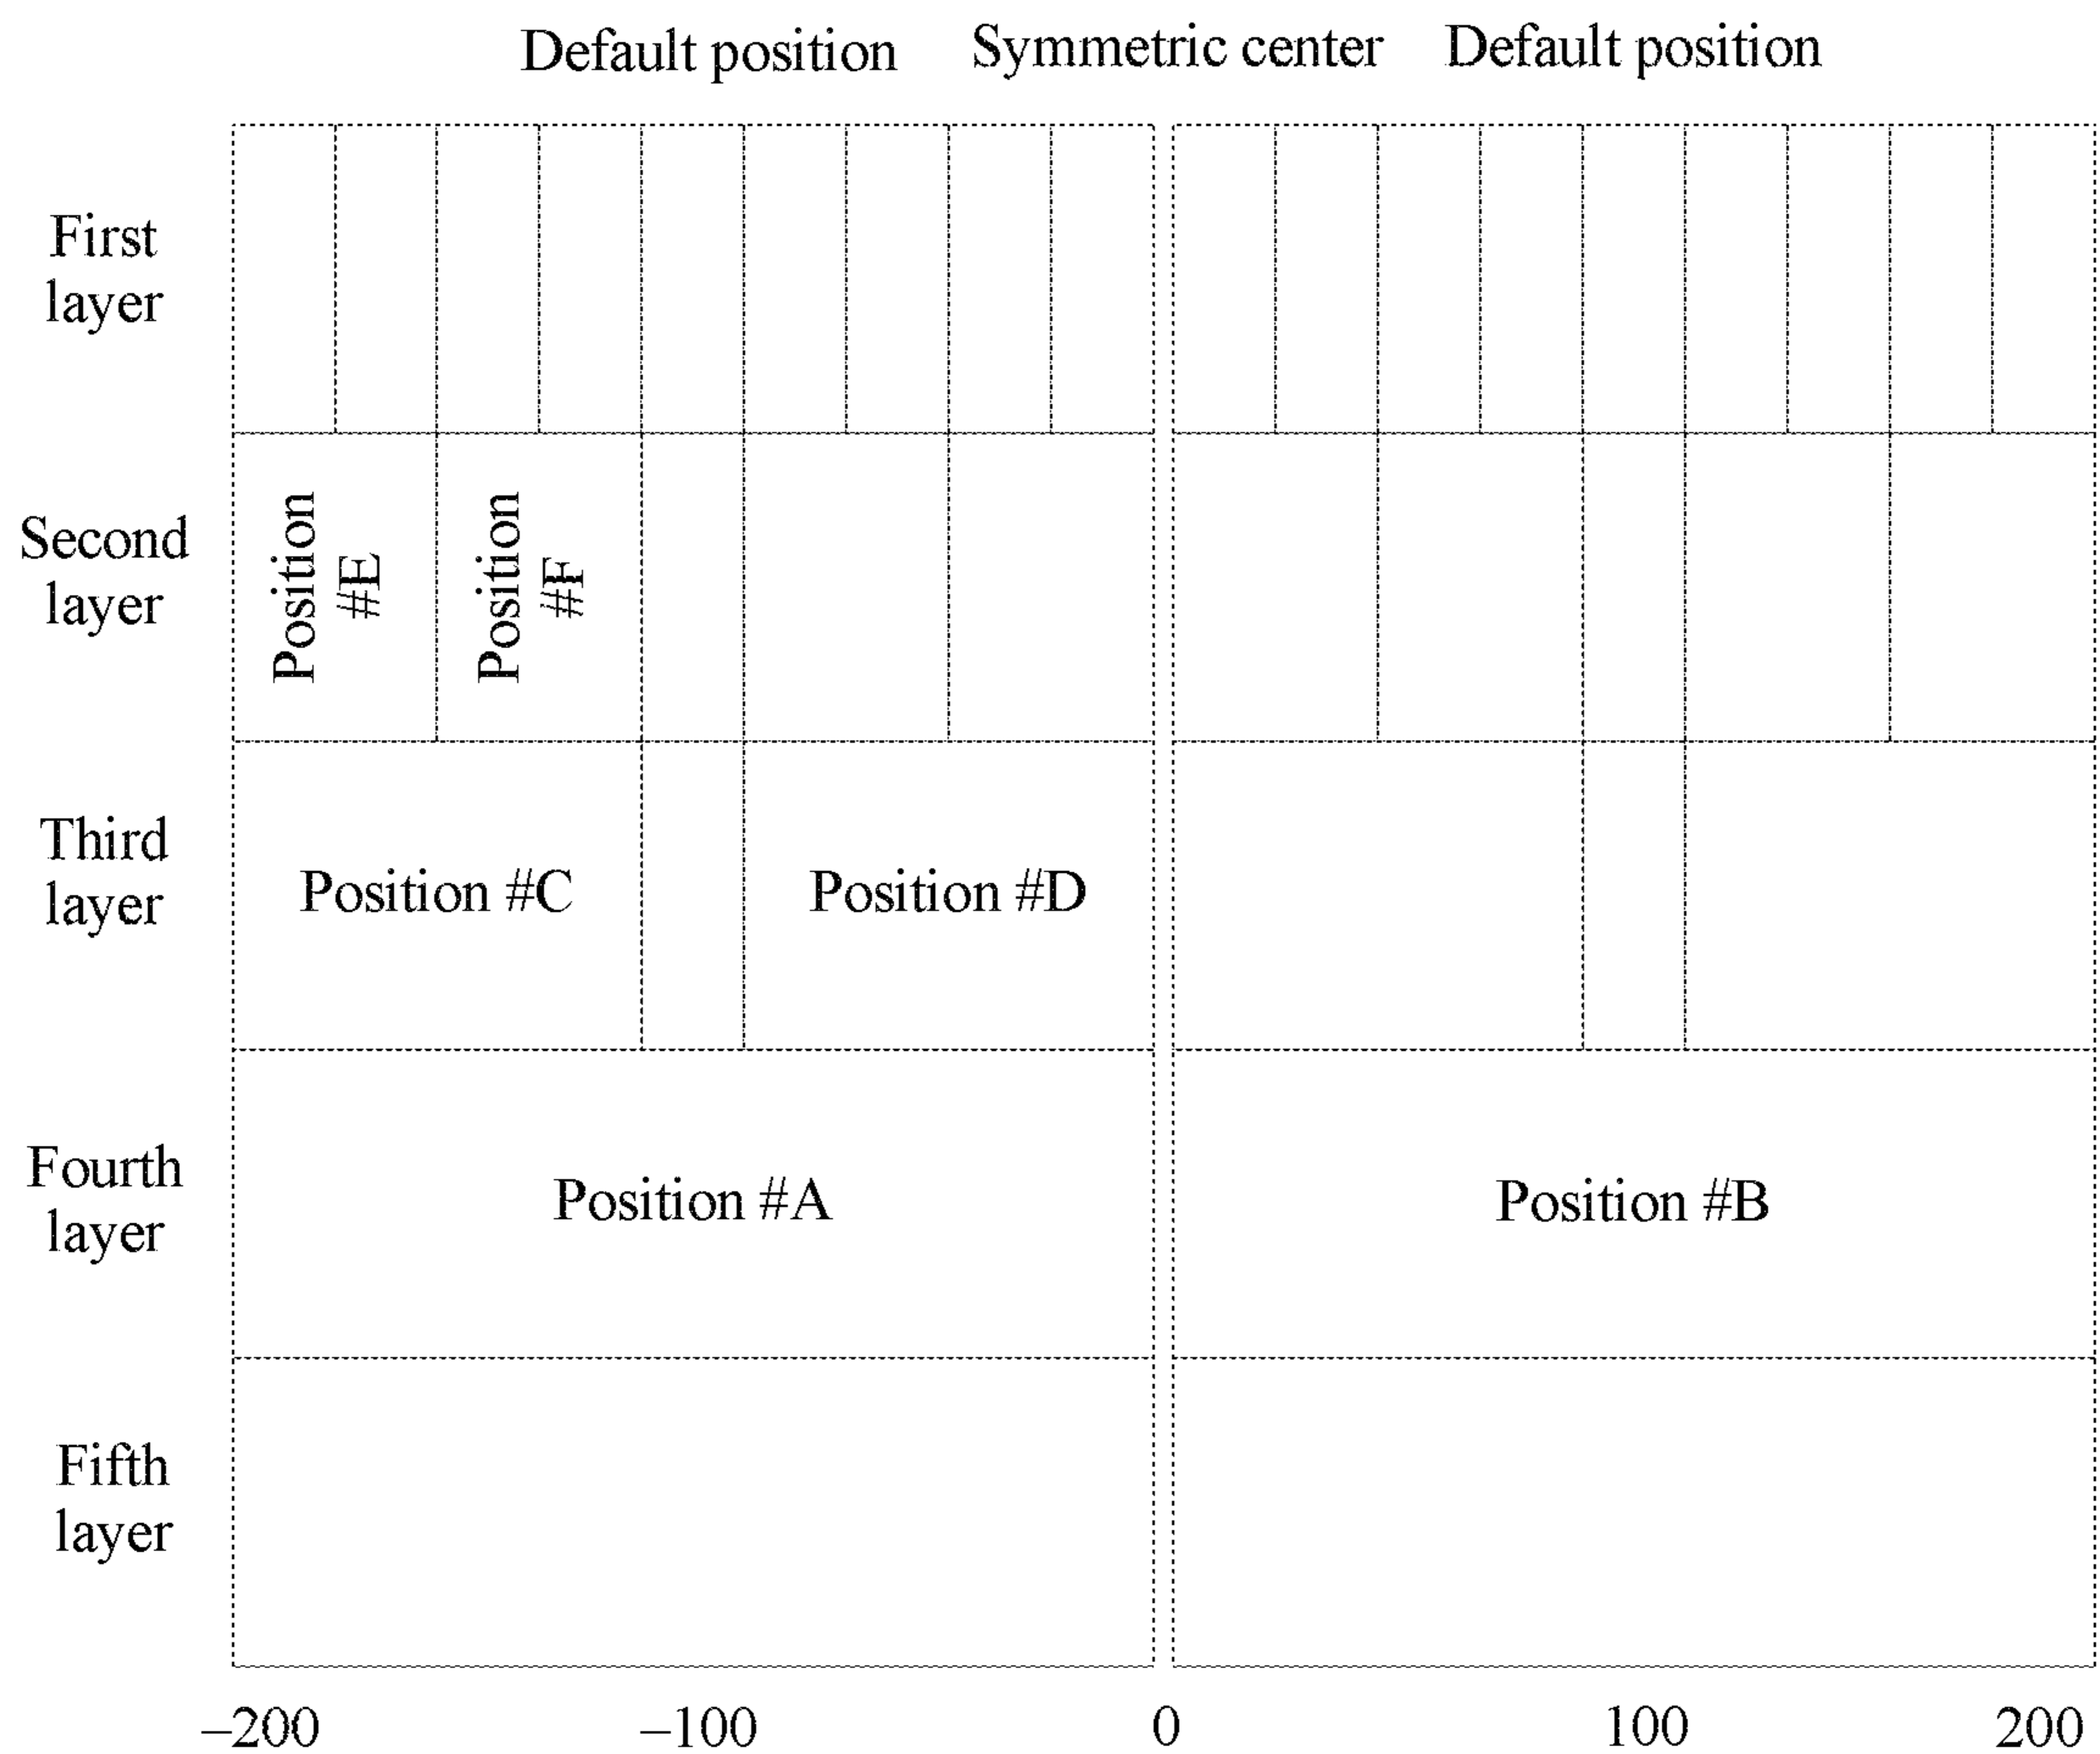 Default position Symmetric center Default position
First
layer
Second
layer
Position
#E
Position
#F
Third
layer
Position #C
Position #D
Fourth
layer
Position #A
Position #B
Fifth
layer
–200 –100 0 100 200